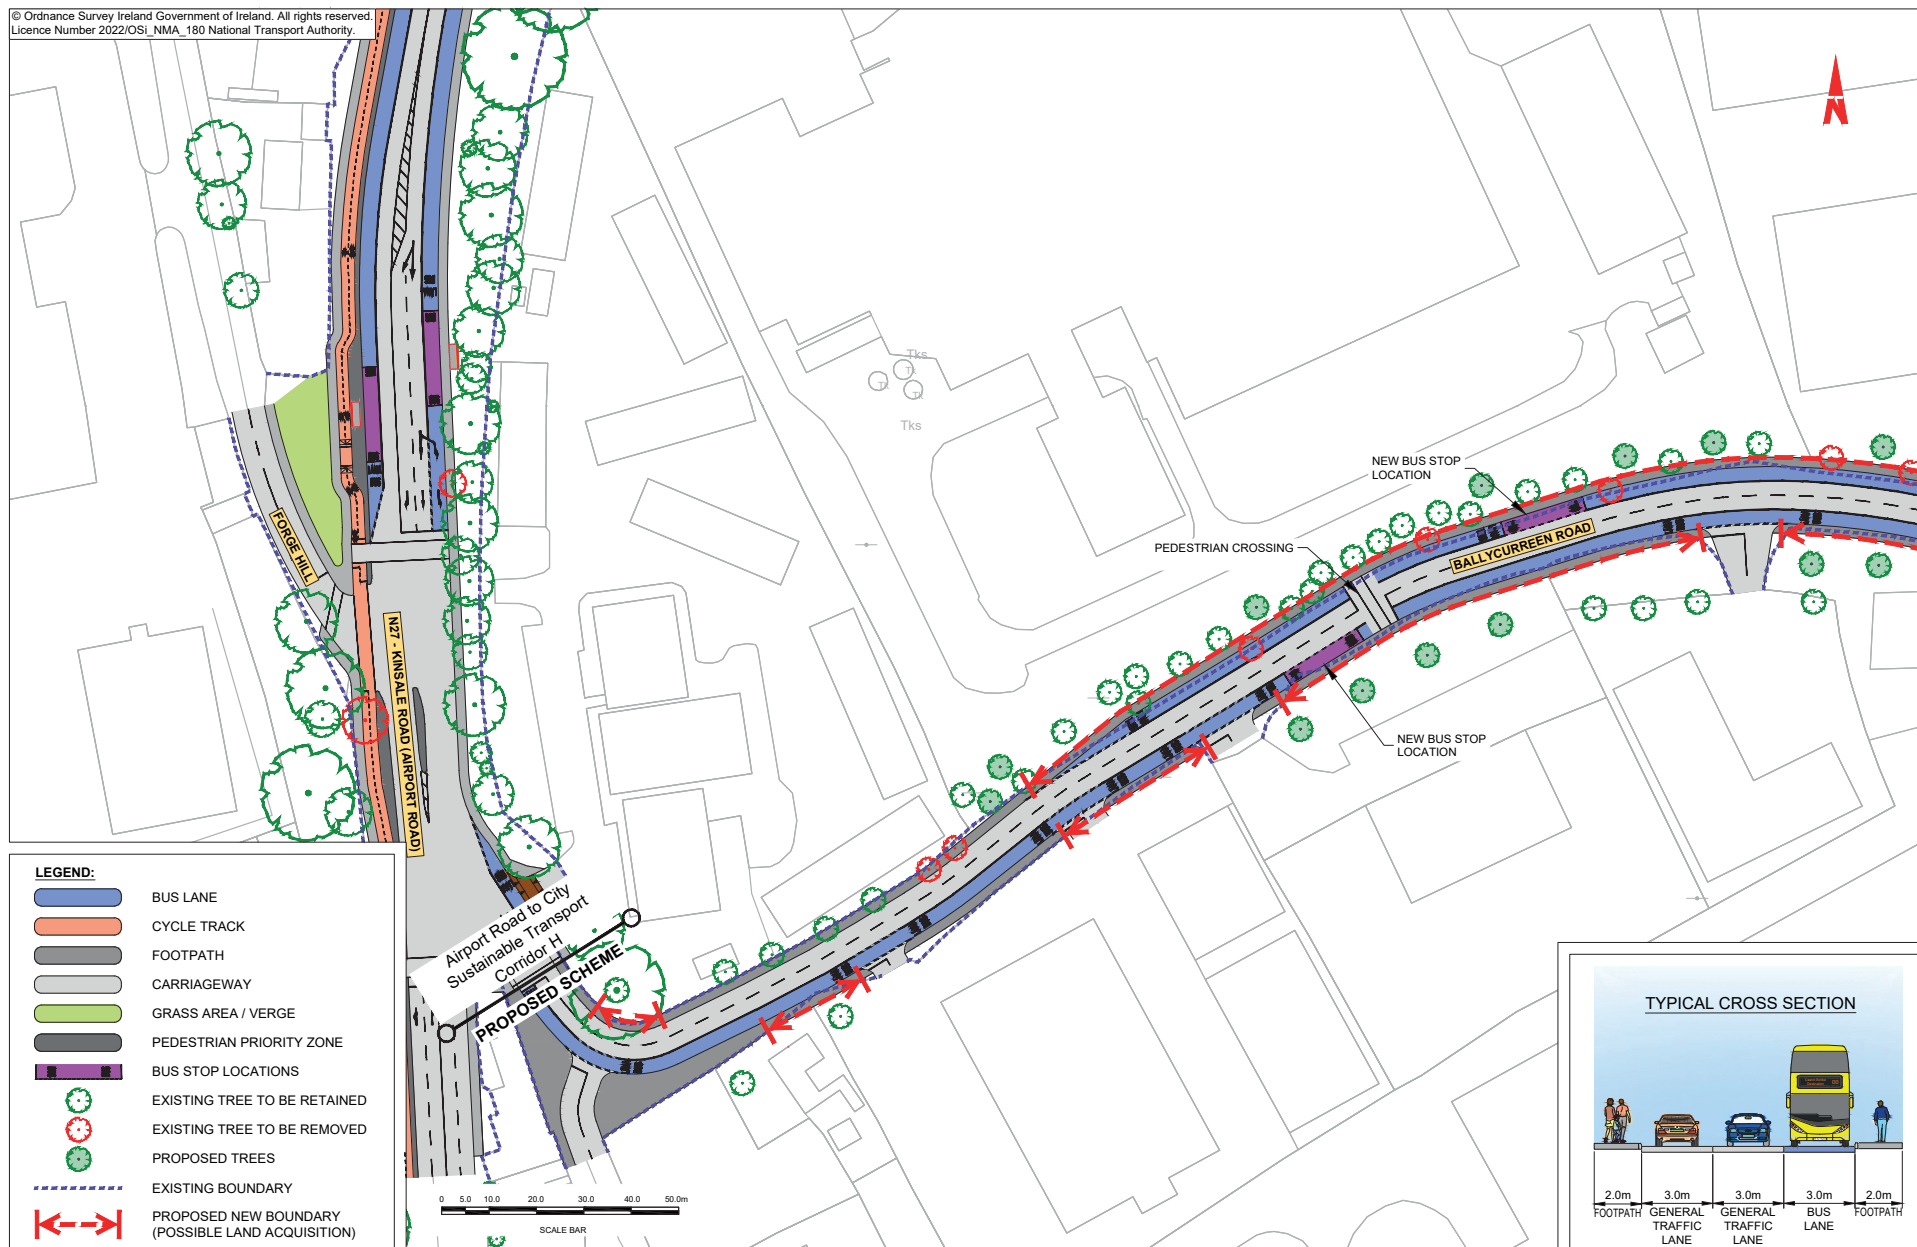 © Ordnance Survey Ireland Government of Ireland. All rights reserved.
Licence Number 2022/OSi_NMA_180 National Transport Authority.
Tks
Tks
NEW BUS STOP
LOCATION
PEDESTRIAN CROSSING
BALLYCURREEN ROAD
FORGE HILL
N27 - KINSALE ROAD (AIRPORT ROAD)
NEW BUS STOP
LOCATION
Airport Road to City
Sustainable Transport
Corridor H
PROPOSED SCHEME
LEGEND:
BUS LANE
CYCLE TRACK
FOOTPATH
CARRIAGEWAY
GRASS AREA / VERGE
PEDESTRIAN PRIORITY ZONE
BUS STOP LOCATIONS
EXISTING TREE TO BE RETAINED
EXISTING TREE TO BE REMOVED
PROPOSED TREES
EXISTING BOUNDARY
PROPOSED NEW BOUNDARY
(POSSIBLE LAND ACQUISITION)
0 5.0 10.0 20.0 30.0 40.0 50.0m
SCALE BAR
TYPICAL CROSS SECTION
2.0m 3.0m 3.0m 3.0m 2.0m
FOOTPATH GENERAL GENERAL BUS FOOTPATH
TRAFFIC TRAFFIC LANE
LANE LANE
N